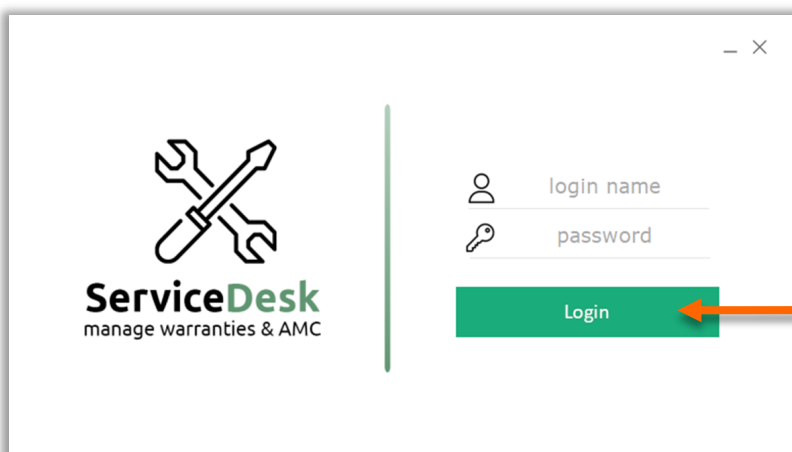 ServiceDesk
manage warranties & AMC
login name
password
Login